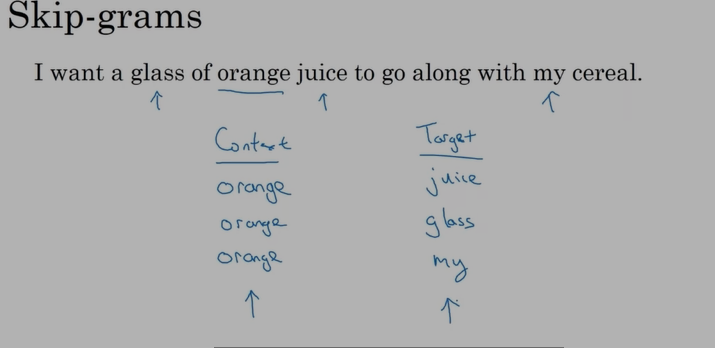 Skip-grams
I want a glass of orange juice to go along with my cereal.
Context Target
orange juice
orange glass
orange my